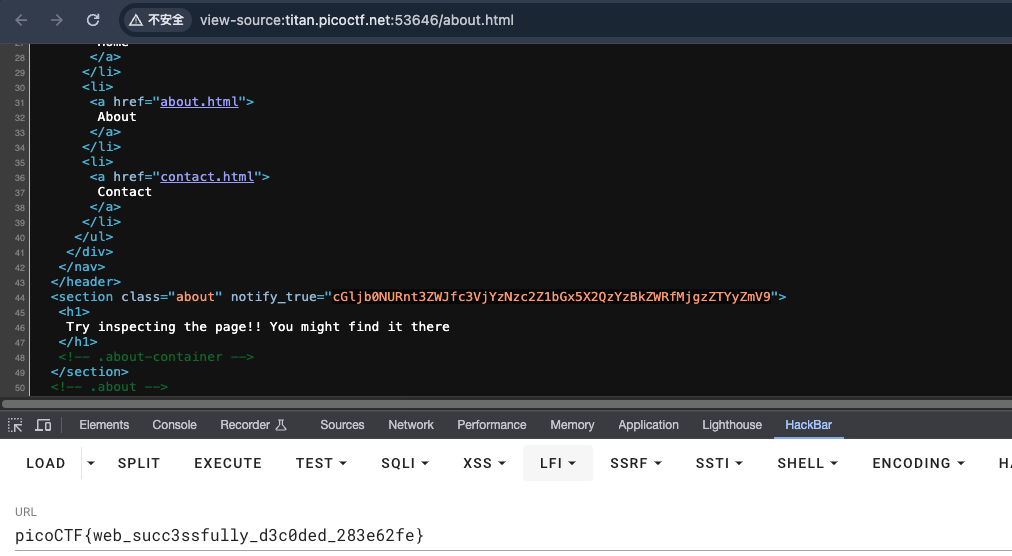 不安全 view-source:titan.picoctf.net:53646/about.html
27 Home
28 </a>
29 </li>
30 <li>
31 <a href="about.html">
32 About
33 </a>
34 </li>
35 <li>
36 <a href="contact.html">
37 Contact
38 </a>
39 </li>
40 </ul>
41 </div>
42 </nav>
43 </header>
44 <section class="about" notify_true="cGljb0NURnt3ZWJfc3VjYzNzc2Z1bGx5X2QzYzBkZWRfMjgzZTYyZmV9">
45 <h1>
46 Try inspecting the page!! You might find it there
47 </h1>
48 <!-- .about-container -->
49 </section>
50 <!-- .about -->
Elements Console Recorder Sources Network Performance Memory Application Lighthouse HackBar
LOAD SPLIT EXECUTE TEST SQLI XSS LFI SSRF SSTI SHELL ENCODING HA
URL
picoCTF{web_succ3ssfully_d3c0ded_283e62fe}